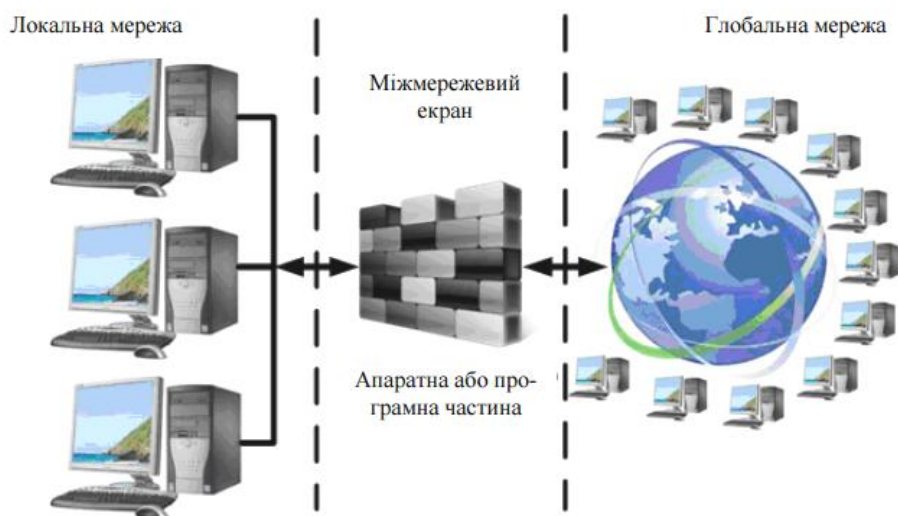 Локальна мережа
Міжмережевий
екран
Апаратна або про-
грамна частина
Глобальна мережа